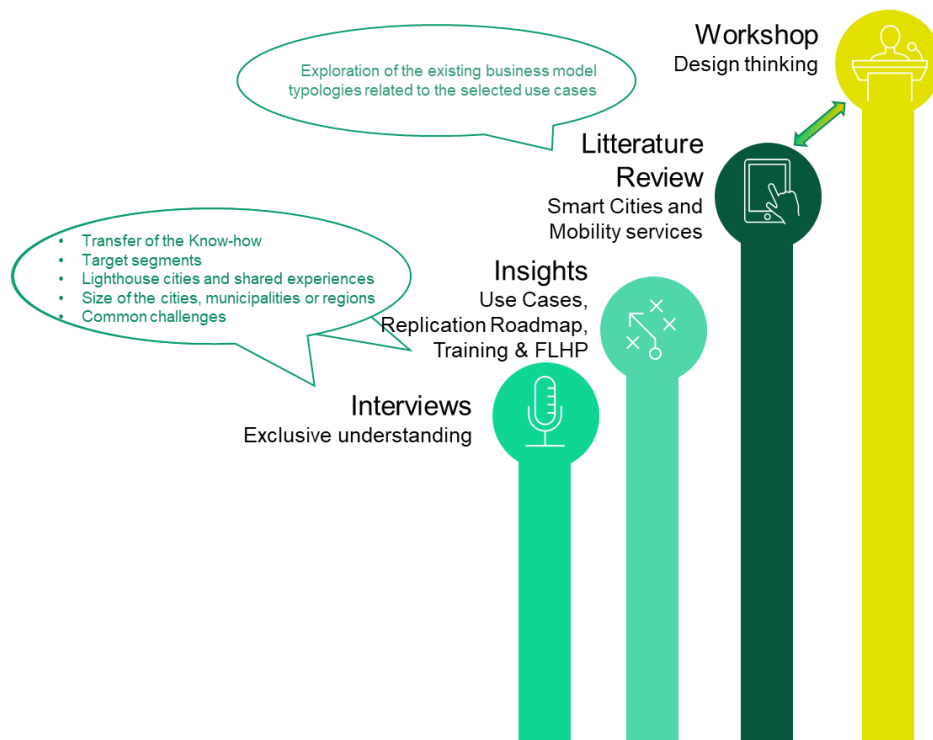 Workshop
Design thinking
Exploration of the existing business model
typologies related to the selected use cases
Litterature
Review
Smart Cities and
Mobility services
• Transfer of the Know-how
• Target segments
• Lighthouse cities and shared experiences
• Size of the cities, municipalities or regions
• Common challenges
Insights
Use Cases,
Replication Roadmap,
Training & FLHP
Interviews
Exclusive understanding